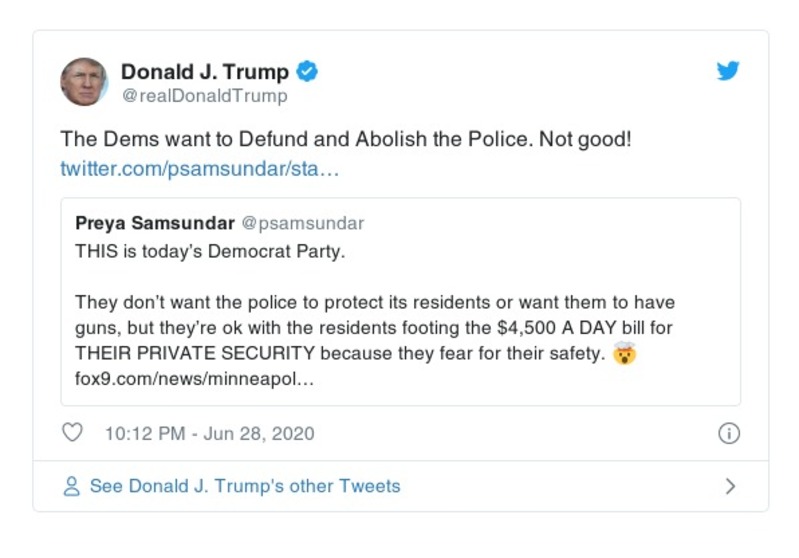 Donald J. Trump
@realDonaldTrump
The Dems want to Defund and Abolish the Police. Not good!
twitter.com/psamsundar/sta…
Preya Samsundar @psamsundar
THIS is today’s Democrat Party.
They don’t want the police to protect its residents or want them to have
guns, but they’re ok with the residents footing the $4,500 A DAY bill for
THEIR PRIVATE SECURITY because they fear for their safety. 🤯
fox9.com/news/minneapol…
10:12 PM - Jun 28, 2020
See Donald J. Trump's other Tweets